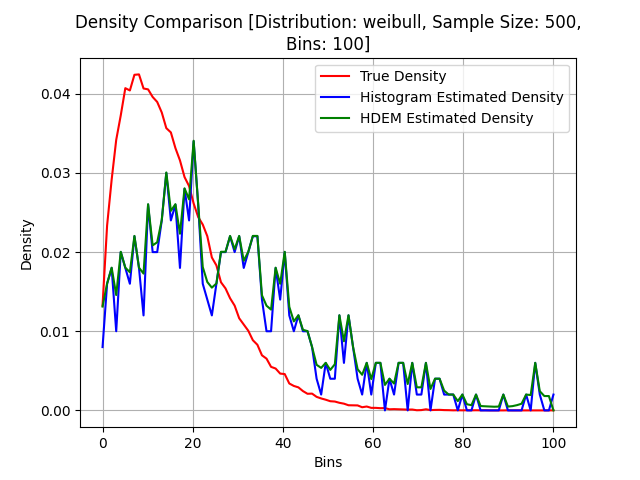 Density Comparison [Distribution: weibull, Sample Size: 500,
Bins: 100]
True Density
Histogram Estimated Density
HDEM Estimated Density
Density
0.04
0.03
0.02
0.01
0.00
0 20 40 60 80 100
Bins